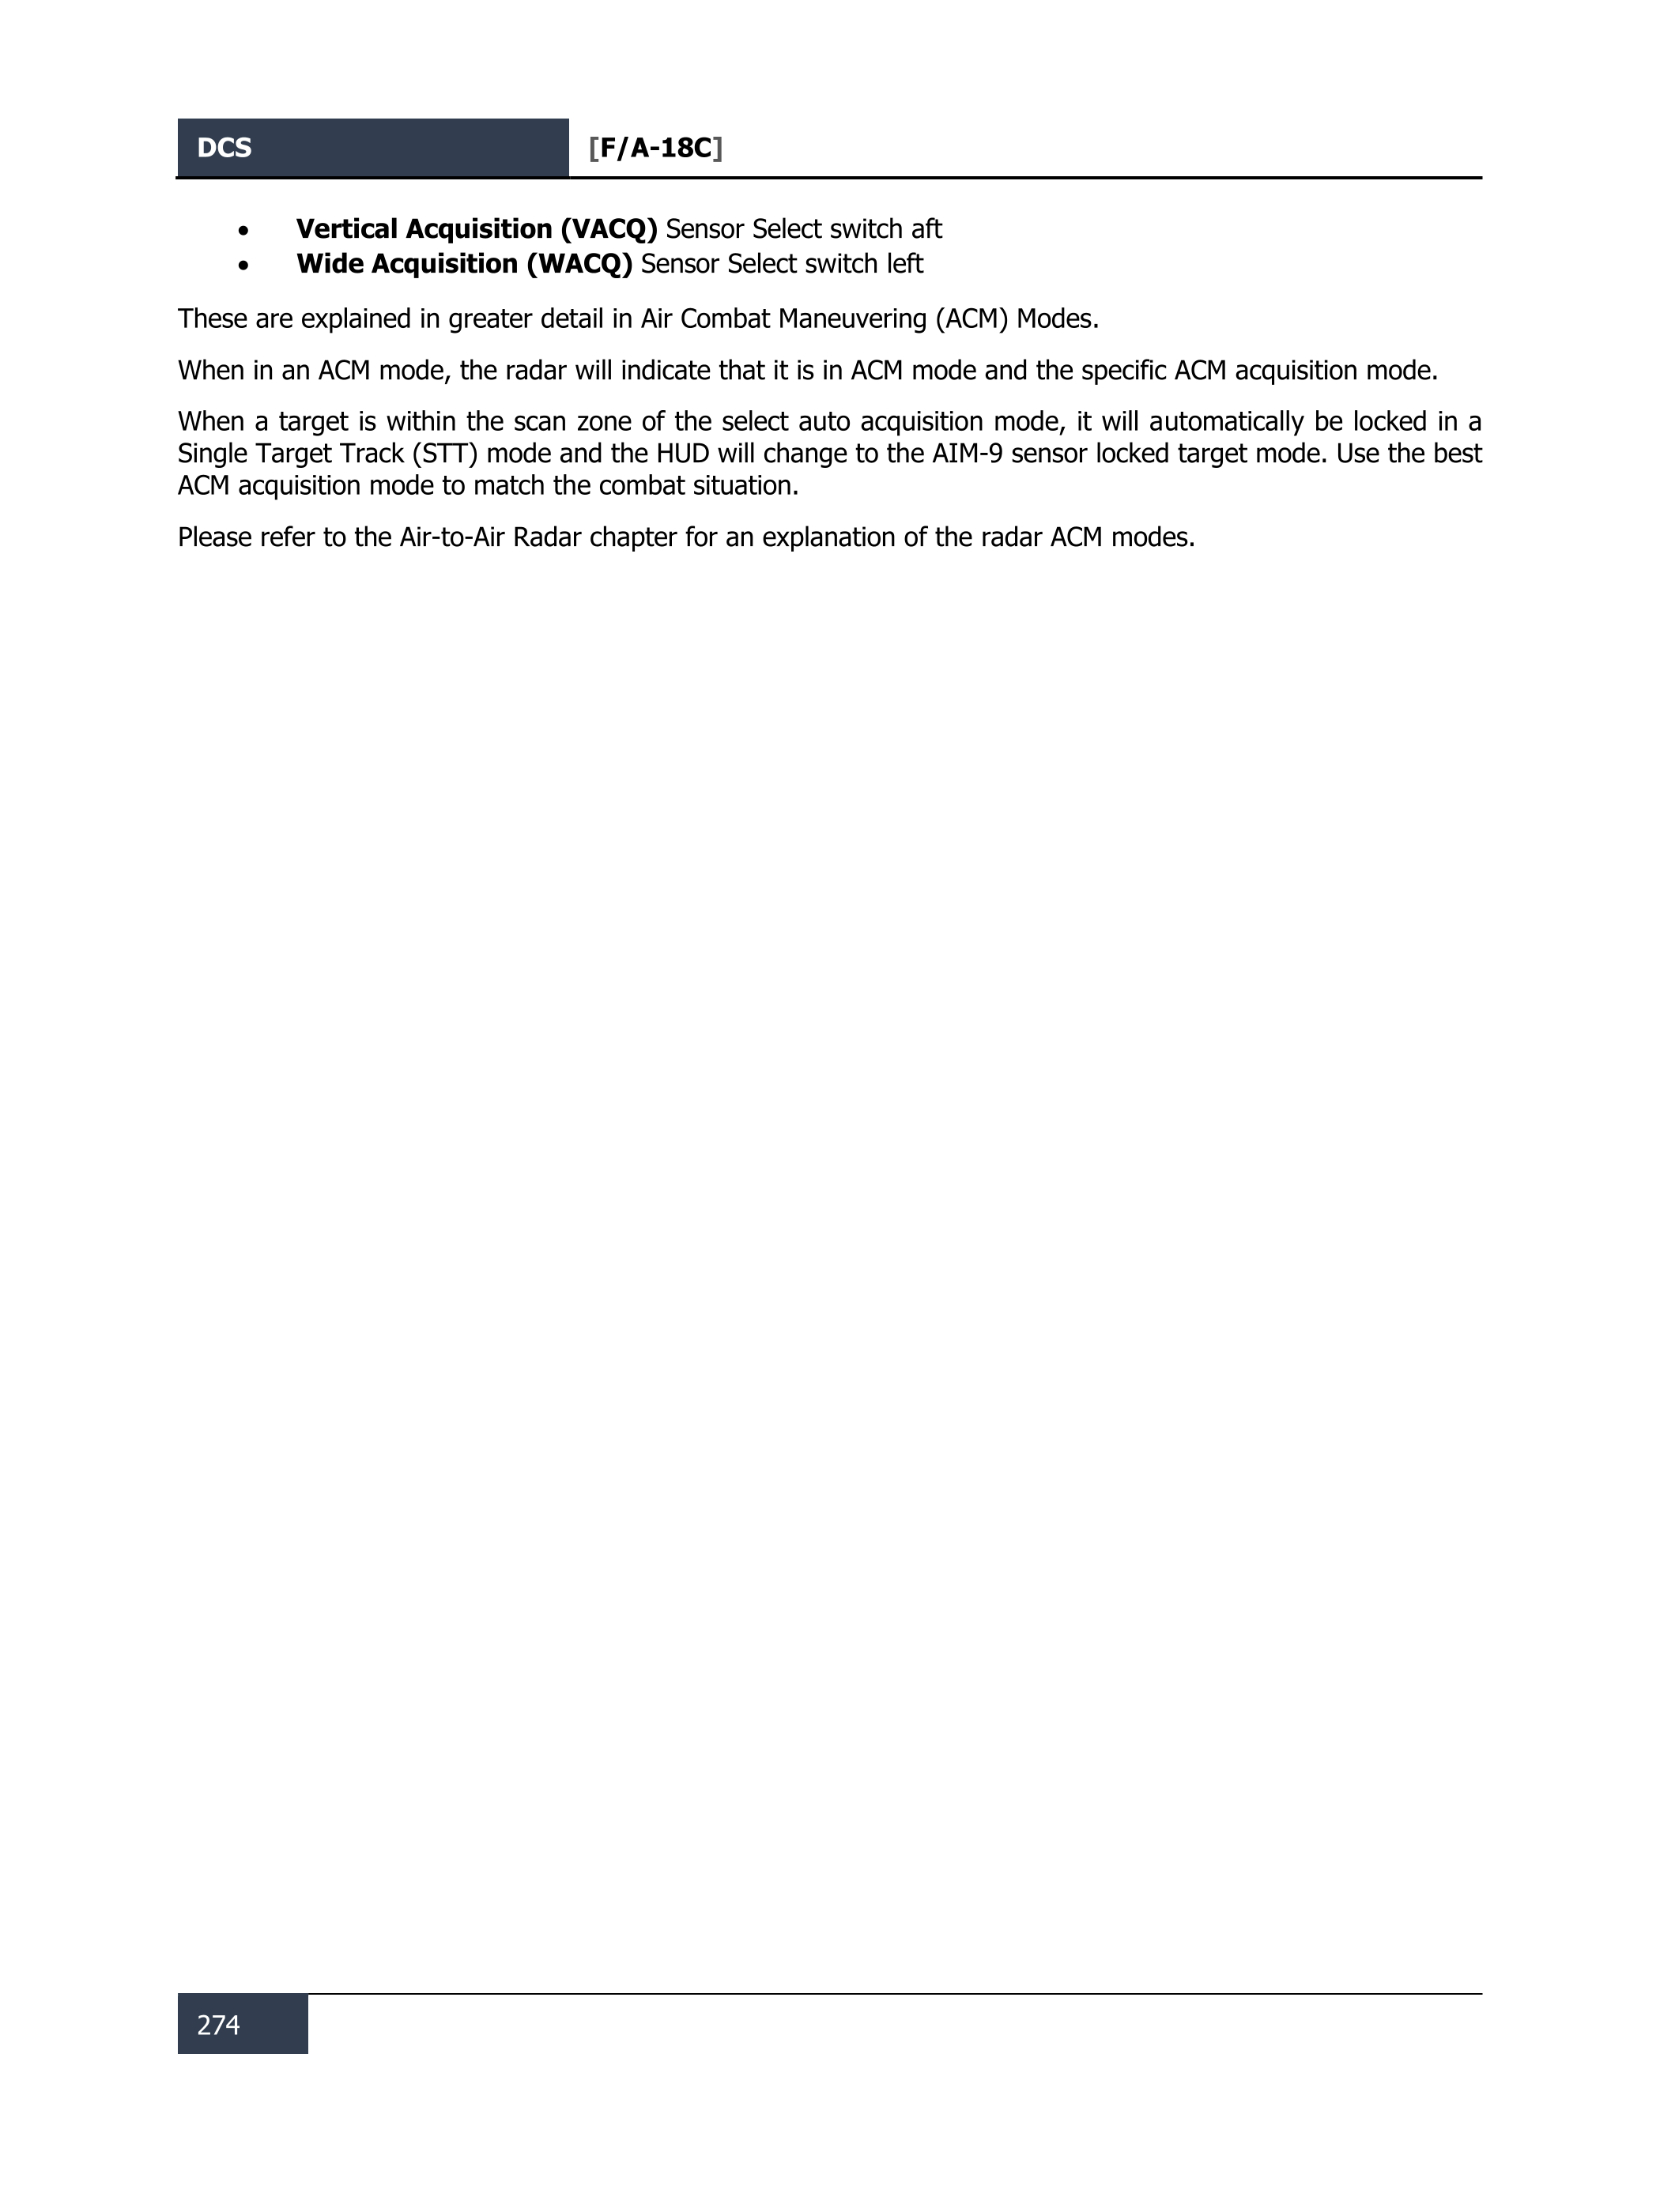 DCS [F/A-18C]
• Vertical Acquisition (VACQ) Sensor Select switch aft
• Wide Acquisition (WACQ) Sensor Select switch left
These are explained in greater detail in Air Combat Maneuvering (ACM) Modes.
When in an ACM mode, the radar will indicate that it is in ACM mode and the specific ACM acquisition mode.
When a target is within the scan zone of the select auto acquisition mode, it will automatically be locked in a
Single Target Track (STT) mode and the HUD will change to the AIM-9 sensor locked target mode. Use the best
ACM acquisition mode to match the combat situation.
Please refer to the Air-to-Air Radar chapter for an explanation of the radar ACM modes.
274